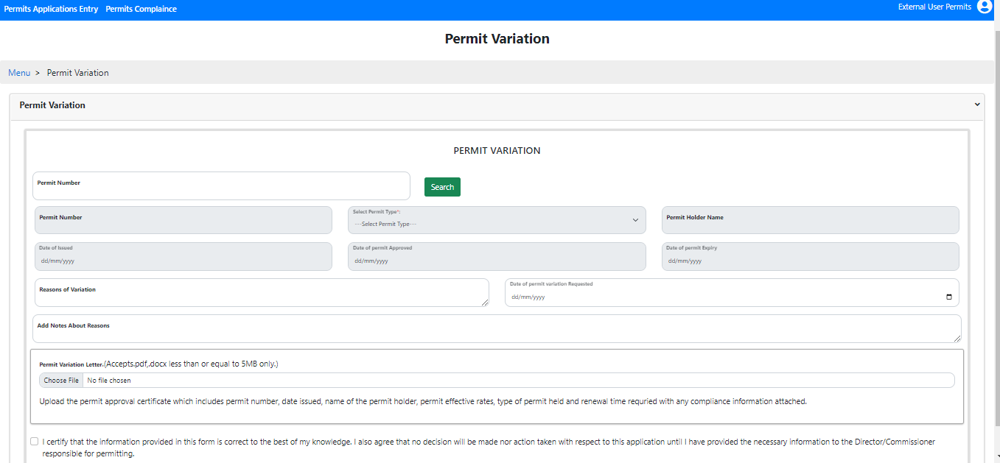 Permits Applications Entry Permits Complaince External User Permits
Permit Variation
Menu > Permit Variation
Permit Variation
PERMIT VARIATION
Permit Number
Search
Permit Number
Select Permit Type*:
---Select Permit Type---
Permit Holder Name
Date of Issued
dd/mm/yyyy
Date of permit Approved
dd/mm/yyyy
Date of permit Expiry
dd/mm/yyyy
Reasons of Variation
Date of permit variation Requested
dd/mm/yyyy
Add Notes About Reasons
Permit Variation Letter.(Accepts.pdf,.docx less than or equal to 5MB only.)
Choose File No file chosen
Upload the permit approval certificate which includes permit number, date issued, name of the permit holder, permit effective rates, type of permit held and renewal time requried with any compliance information attached.
I certify that the information provided in this form is correct to the best of my knowledge. I also agree that no decision will be made nor action taken with respect to this application until I have provided the necessary information to the Director/Commissioner
responsible for permitting.